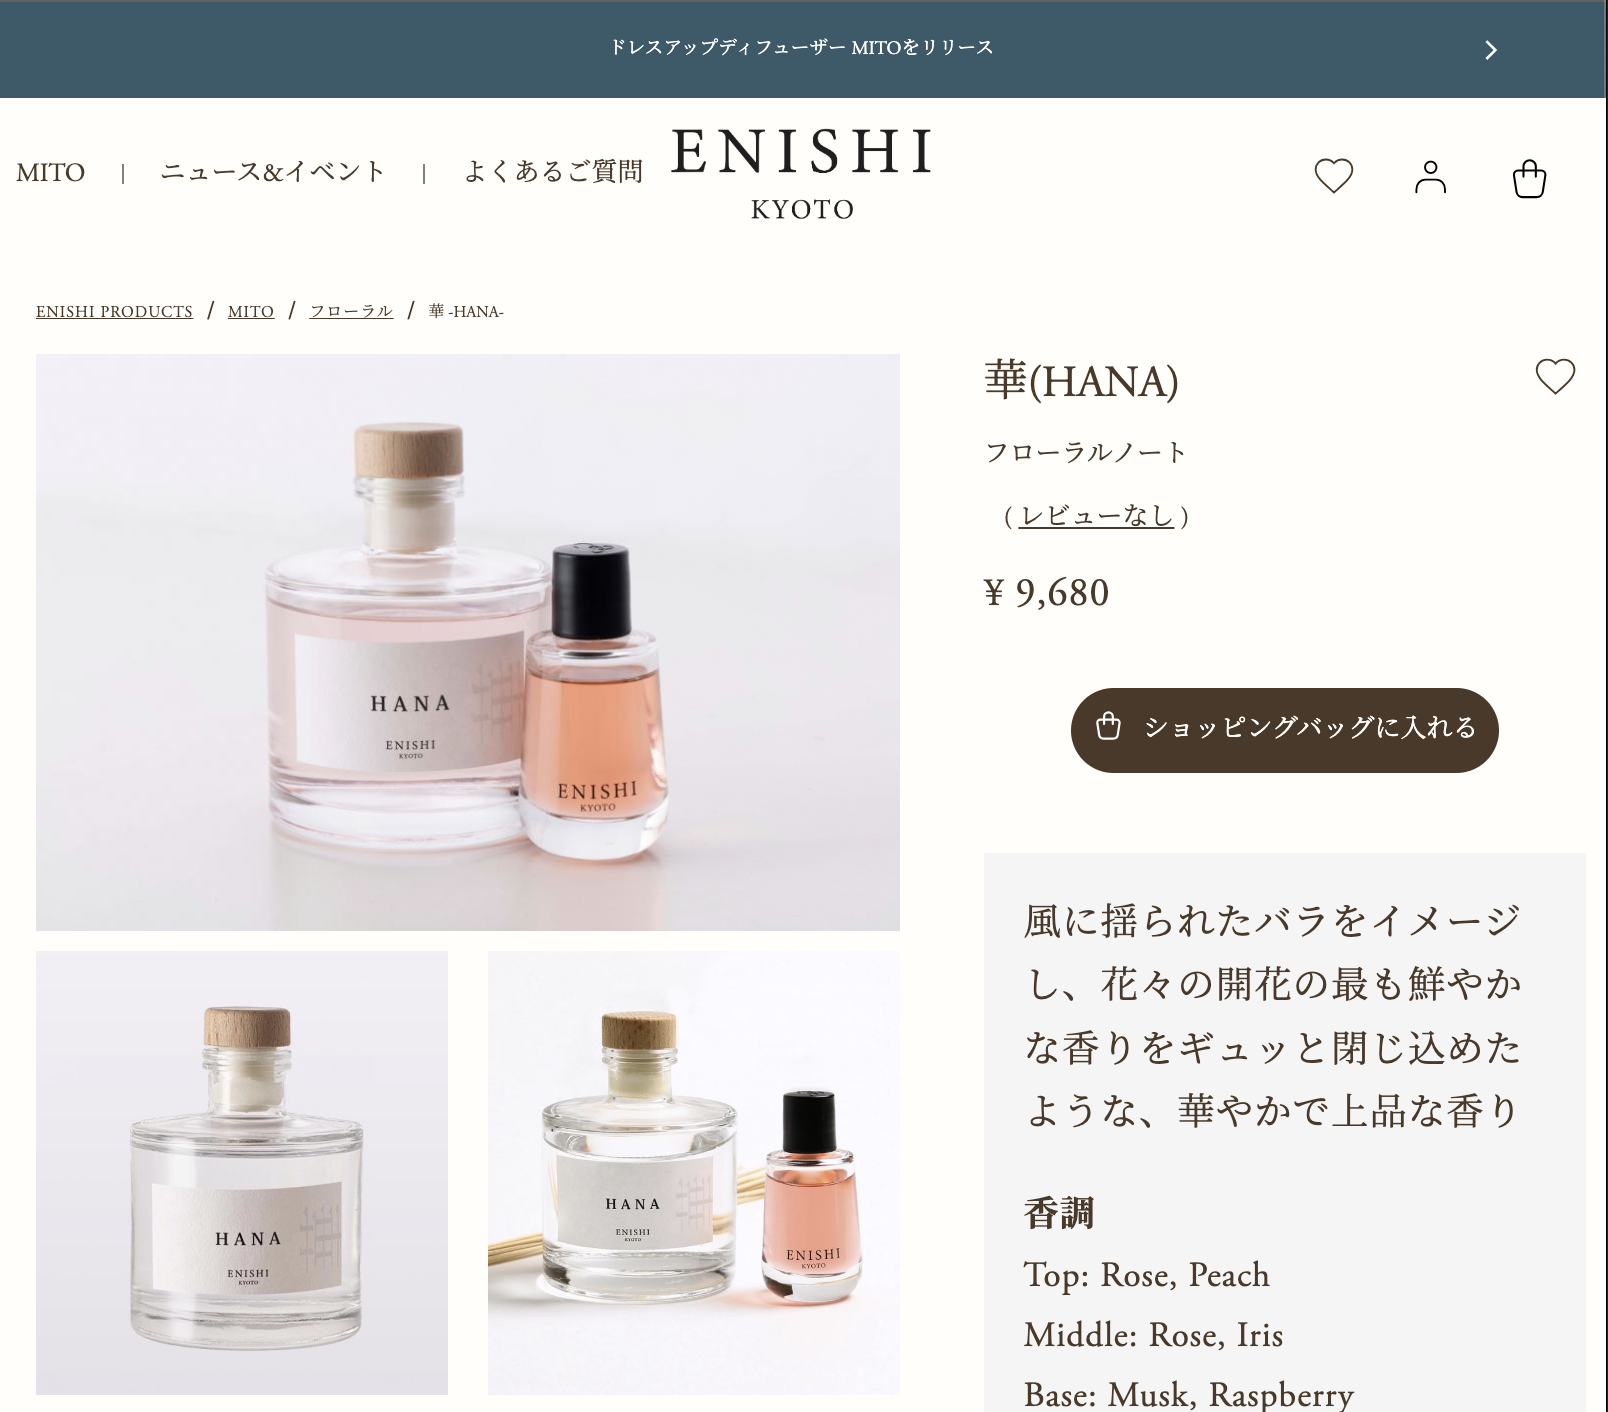 ドレスアップディフューザー MITOをリリース
MITO | ニュース&イベント | よくあるご質問
ENISHI
KYOTO
ENISHI PRODUCTS / MITO / フローラル / 華 -HANA-
華(HANA)
フローラルノート
( レビューなし )
¥ 9,680
ショッピングバッグに入れる
HANA
ENISHI
KYOTO
ENISHI
KYOTO
HANA
ENISHI
KYOTO
HANA
ENISHI
KYOTO
ENISHI
KYOTO
風に揺られたバラをイメージ
し、花々の開花の最も鮮やか
な香りをギュッと閉じ込めた
ような、華やかで上品な香り
香調
Top: Rose, Peach
Middle: Rose, Iris
Base: Musk, Raspberry